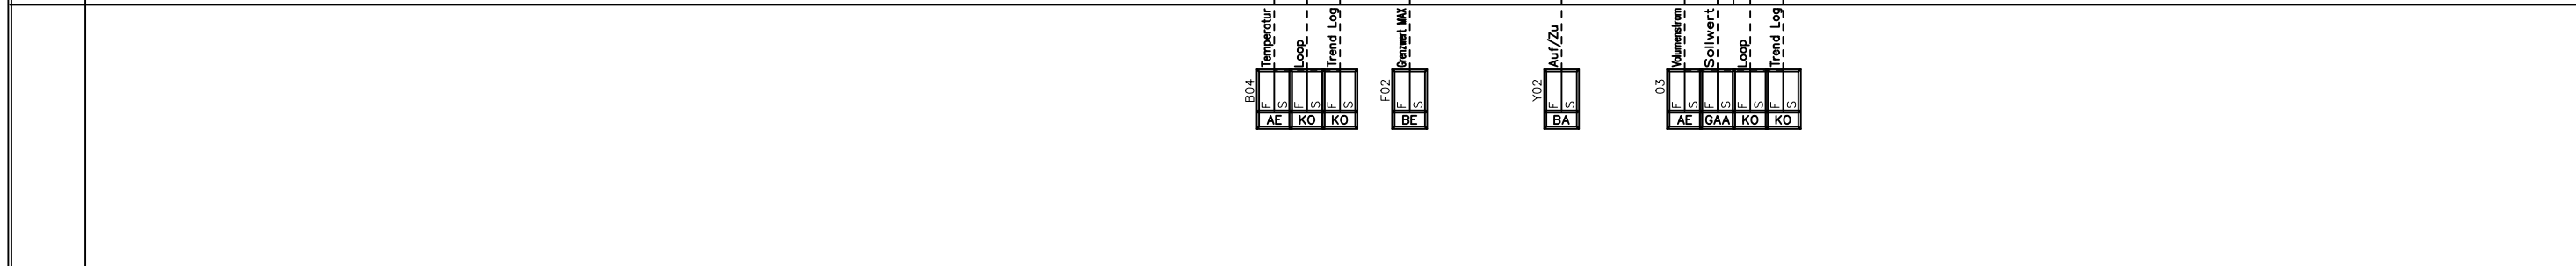 Temperatur
Loop
Trend Log
Grenzwert MAX
Auf/Zu
Volumenstrom
Sollwert
Loop
Trend Log
B04
F S F S F S
AE KO KO
F02
F S
BE
Y02
F S
BA
03
F S F S F S F S
AE GAA KO KO